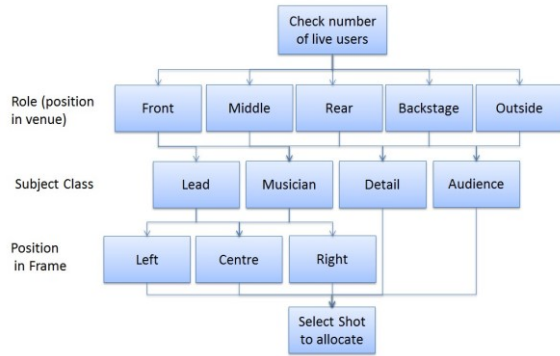 Check number
of live users
Role (position
in venue)
Front
Middle
Rear
Backstage
Outside
Subject Class
Lead
Musician
Detail
Audience
Position
in Frame
Left
Centre
Right
Select Shot
to allocate